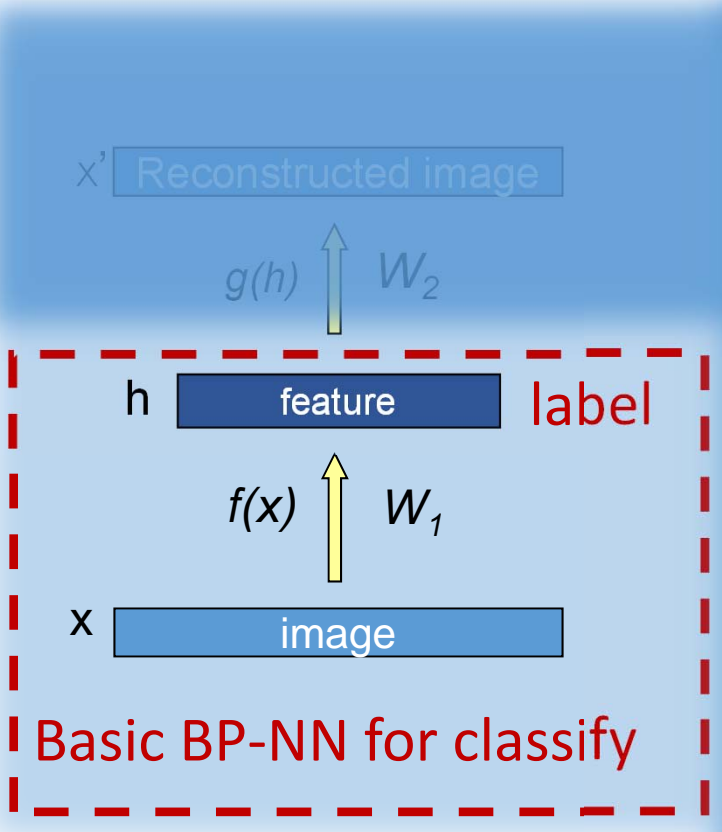 x’ Reconstructed image
g(h) W₂
h feature label
f(x) W₁
x image
Basic BP-NN for classify